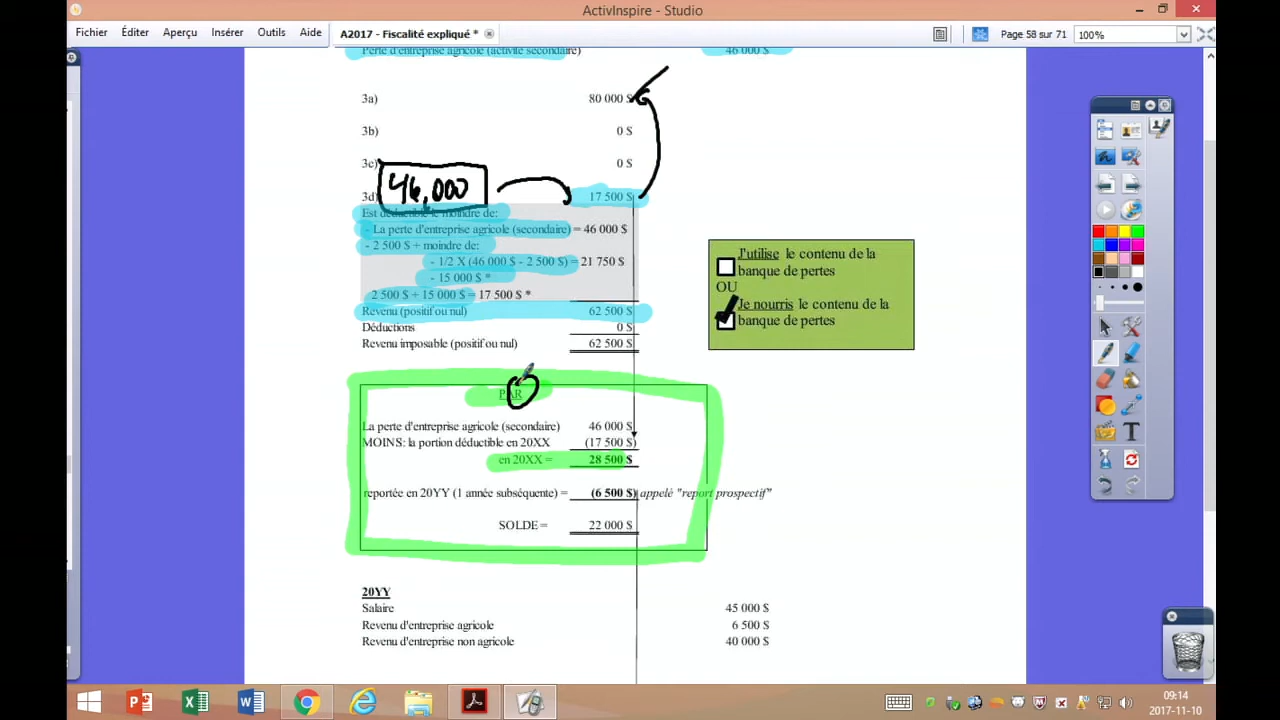 ActivInspire - Studio
Fichier Éditer Aperçu Insérer Outils Aide A2017 - Fiscalité expliqué * Page 58 sur 71 100%
Perte d'entreprise agricole (activité secondaire) 46 000 $
3a) 80 000 $
3b) 0 $
3c) 0 $
46,000
3d) 17 500 $
Est déductible le moindre de:
- La perte d'entreprise agricole (secondaire) = 46 000 $
- 2 500 $ + moindre de:
- 1/2 X (46 000 $ - 2 500 $) = 21 750 $
- 15 000 $ *
2 500 $ + 15 000 $ = 17 500 $ *
Revenu (positif ou nul) 62 500 $
Déductions 0 $
Revenu imposable (positif ou nul) 62 500 $
J'utilise le contenu de la
banque de pertes
OU
Je nourris le contenu de la
banque de pertes
PAR
La perte d'entreprise agricole (secondaire) 46 000 $
MOINS: la portion déductible en 20XX (17 500 $)
en 20XX = 28 500 $
reportée en 20YY (1 année subséquente) = (6 500 $) appelé "report prospectif"
SOLDE = 22 000 $
20YY
Salaire 45 000 $
Revenu d'entreprise agricole 6 500 $
Revenu d'entreprise non agricole 40 000 $
09:14
2017-11-10